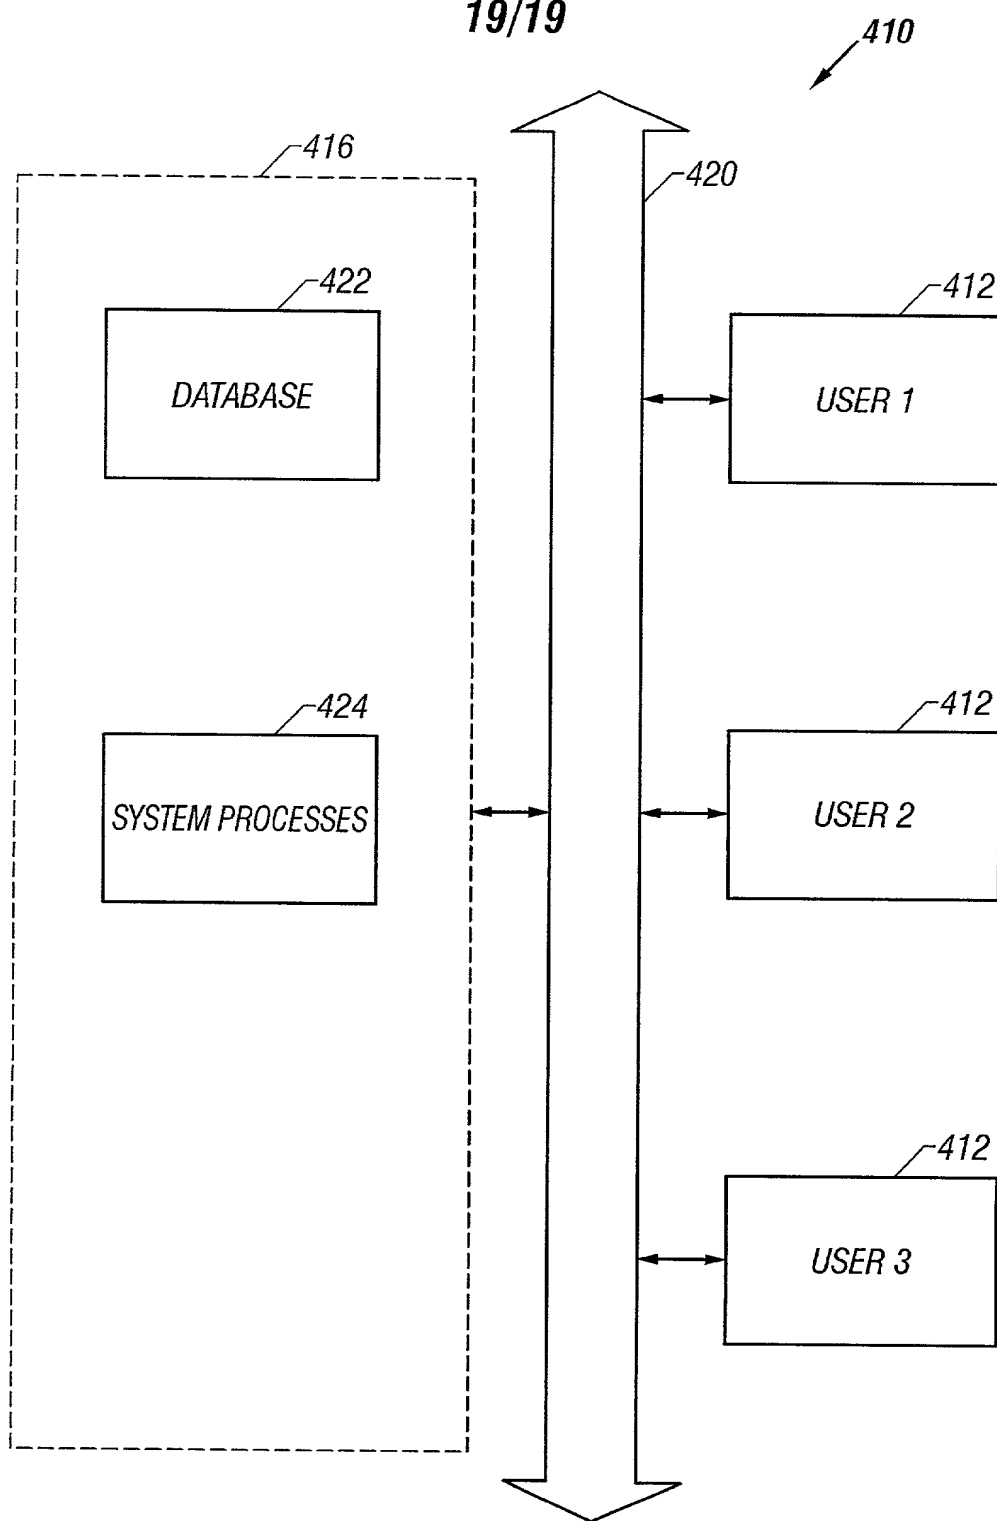 19/19
410
416
420
422
412
DATABASE
USER 1
424
412
SYSTEM PROCESSES
USER 2
412
USER 3